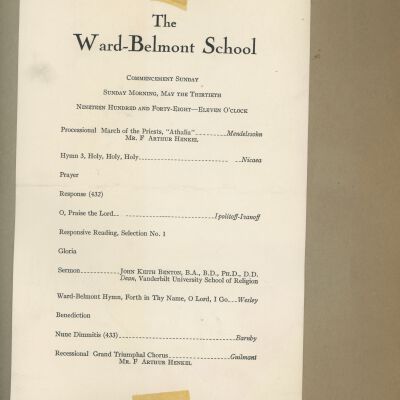 The
Ward-Belmont School
Commencement Sunday
Sunday Morning, May the Thirtieth
Nineteen Hundred and Forty-Eight—Eleven O'clock
Processional March of the Priests, "Athalia" Mendelssohn
Mr. F Arthur Henkel
Hymn 3, Holy, Holy, Holy Nicaea
Prayer
Response (432)
O, Praise the Lord Ipolitoff-Ivanoff
Responsive Reading, Selection No. 1
Gloria
Sermon John Keith Benton, B.A., B.D., Ph.D., D.D.
Dean, Vanderbilt University School of Religion
Ward-Belmont Hymn, Forth in Thy Name, O Lord, I Go Wesley
Benediction
Nunc Dimmitis (433) Barnby
Recessional Grand Triumphal Chorus Guilmant
Mr. F Arthur Henkel